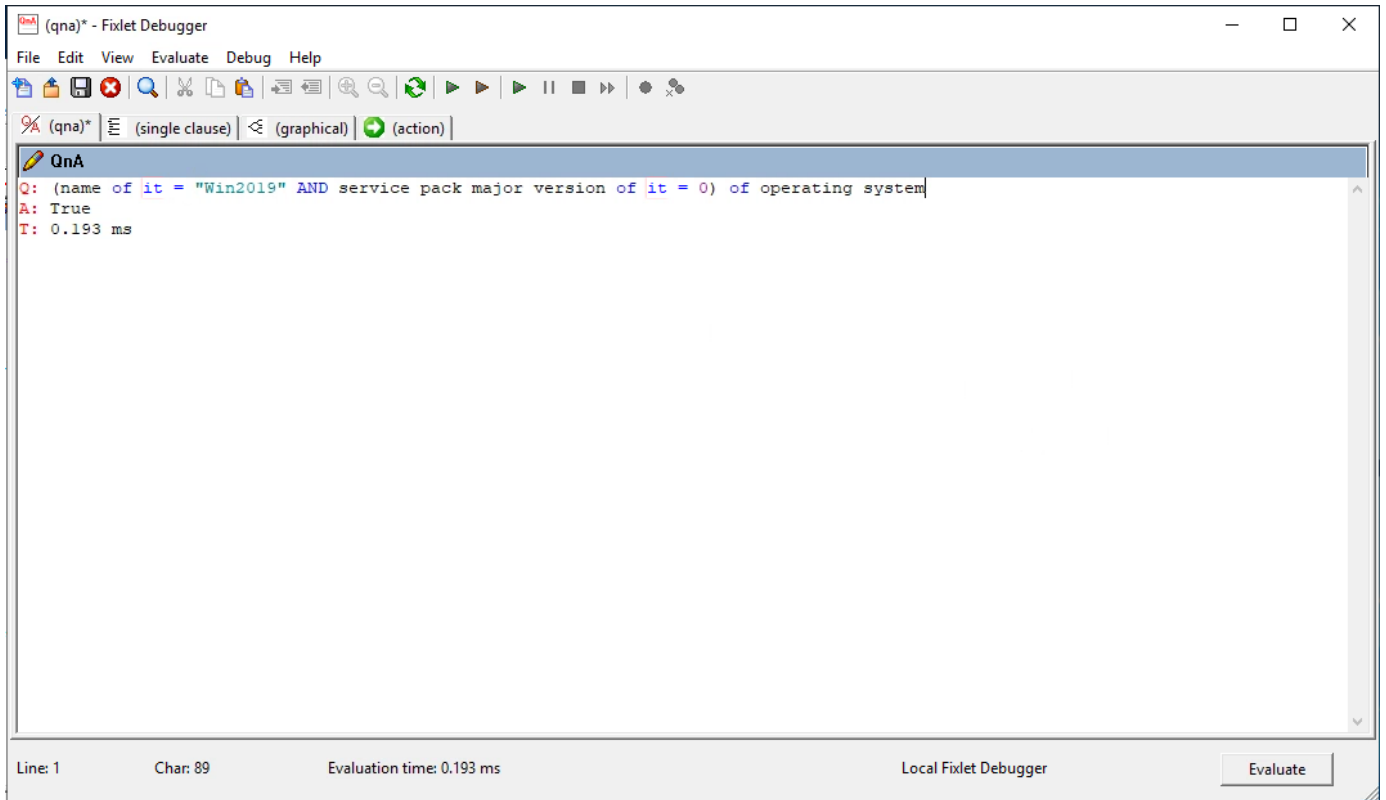 QnA (qna)* - Fixlet Debugger
File Edit View Evaluate Debug Help
(qna)* (single clause) (graphical) (action)
QnA
Q: (name of it = "Win2019" AND service pack major version of it = 0) of operating system
A: True
T: 0.193 ms
Line: 1 Char: 89 Evaluation time: 0.193 ms Local Fixlet Debugger Evaluate